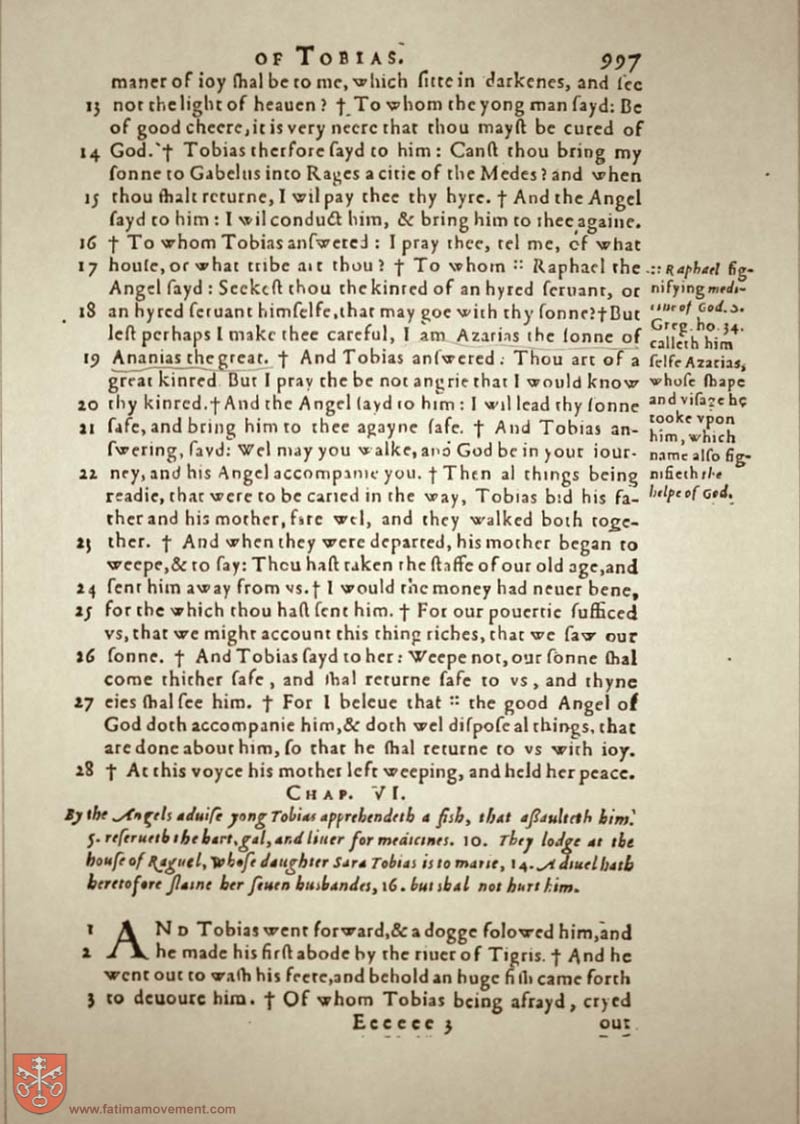 OF TOBIAS. 997
maner of ioy ſhal be to me, which ſitte in darkenes, and ſee
13 not the light of heauen? † To whom the yong man ſayd: Be
of good cheere, it is very neere that thou mayſt be cured of
14 God. † Tobias therfore ſayd to him: Canſt thou bring my
ſonne to Gabelus into Rages a citie of the Medes? and when
15 thou ſhalt returne, I wil pay thee thy hyre. † And the Angel
ſayd to him: I wil conduct him, & bring him to thee againe.
16 † To whom Tobias anſwered: I pray thee, tel me, of what
17 houſe, or what tribe art thou? † To whom :: Raphael the
Angel ſayd: Seekeſt thou the kinred of an hyred ſeruant, or
18 an hyred ſeruant himſelfe, that may goe with thy ſonne? † But
leſt perhaps I make thee careful, I am Azarias the ſonne of
19 Ananias the great. † And Tobias anſwered: Thou art of a
great kinred. But I pray the be not angrie that I would know
20 thy kinred. † And the Angel ſayd to him: I wil lead thy ſonne
21 ſafe, and bring him to thee agayne ſafe. † And Tobias an-
ſwering, ſayd: Wel may you walke, and God be in your iour-
22 ney, and his Angel accompanie you. † Then al things being
readie, that were to be caried in the way, Tobias bid his fa-
ther and his mother, fare wel, and they walked both toge-
23 ther. † And when they were departed, his mother began to
weepe, & to ſay: Thou haſt taken the ſtaffe of our old age, and
24 ſent him away from vs. † I would the money had neuer bene,
25 for the which thou haſt ſent him. † For our pouertie ſufficed
vs, that we might account this thing riches, that we ſaw our
26 ſonne. † And Tobias ſayd to her: Weepe not, our ſonne ſhal
come thither ſafe, and ſhal returne ſafe to vs, and thyne
27 eies ſhal ſee him. † For I beleue that :: the good Angel of
God doth accompanie him, & doth wel diſpoſe al things, that
are done about him, ſo that he ſhal returne to vs with ioy.
28 † At this voyce his mother left weeping, and held her peace.
:: Raphael ſig-
nifying medi-
cine of God. S.
Greg. ho. 34.
calleth him
ſelfe Azarias,
whoſe ſhape
and viſage he
tooke vpon
him, which
name alſo ſig-
nifieth the
helpe of God.
CHAP. VI.
By the Angels aduiſe yong Tobias apprehendeth a fiſh, that aſſaulteth him.
5. reſerueth the hart, gal, and liuer for medicines. 10. They lodge at the
houſe of Raguel, whoſe daughter Sara Tobias is to marie, 14. A diuel hath
heretofore ſlaine her ſeuen husbandes, 16. but shal not hurt him.
1 AND Tobias went forward, & a dogge folowed him, and
2 he made his firſt abode by the riuer of Tigris. † And he
went out to waſh his feete, and behold an huge fiſh came forth
3 to deuoure him. † Of whom Tobias being afrayd, cryed
Eeeeee 3 out
www.fatimamovement.com